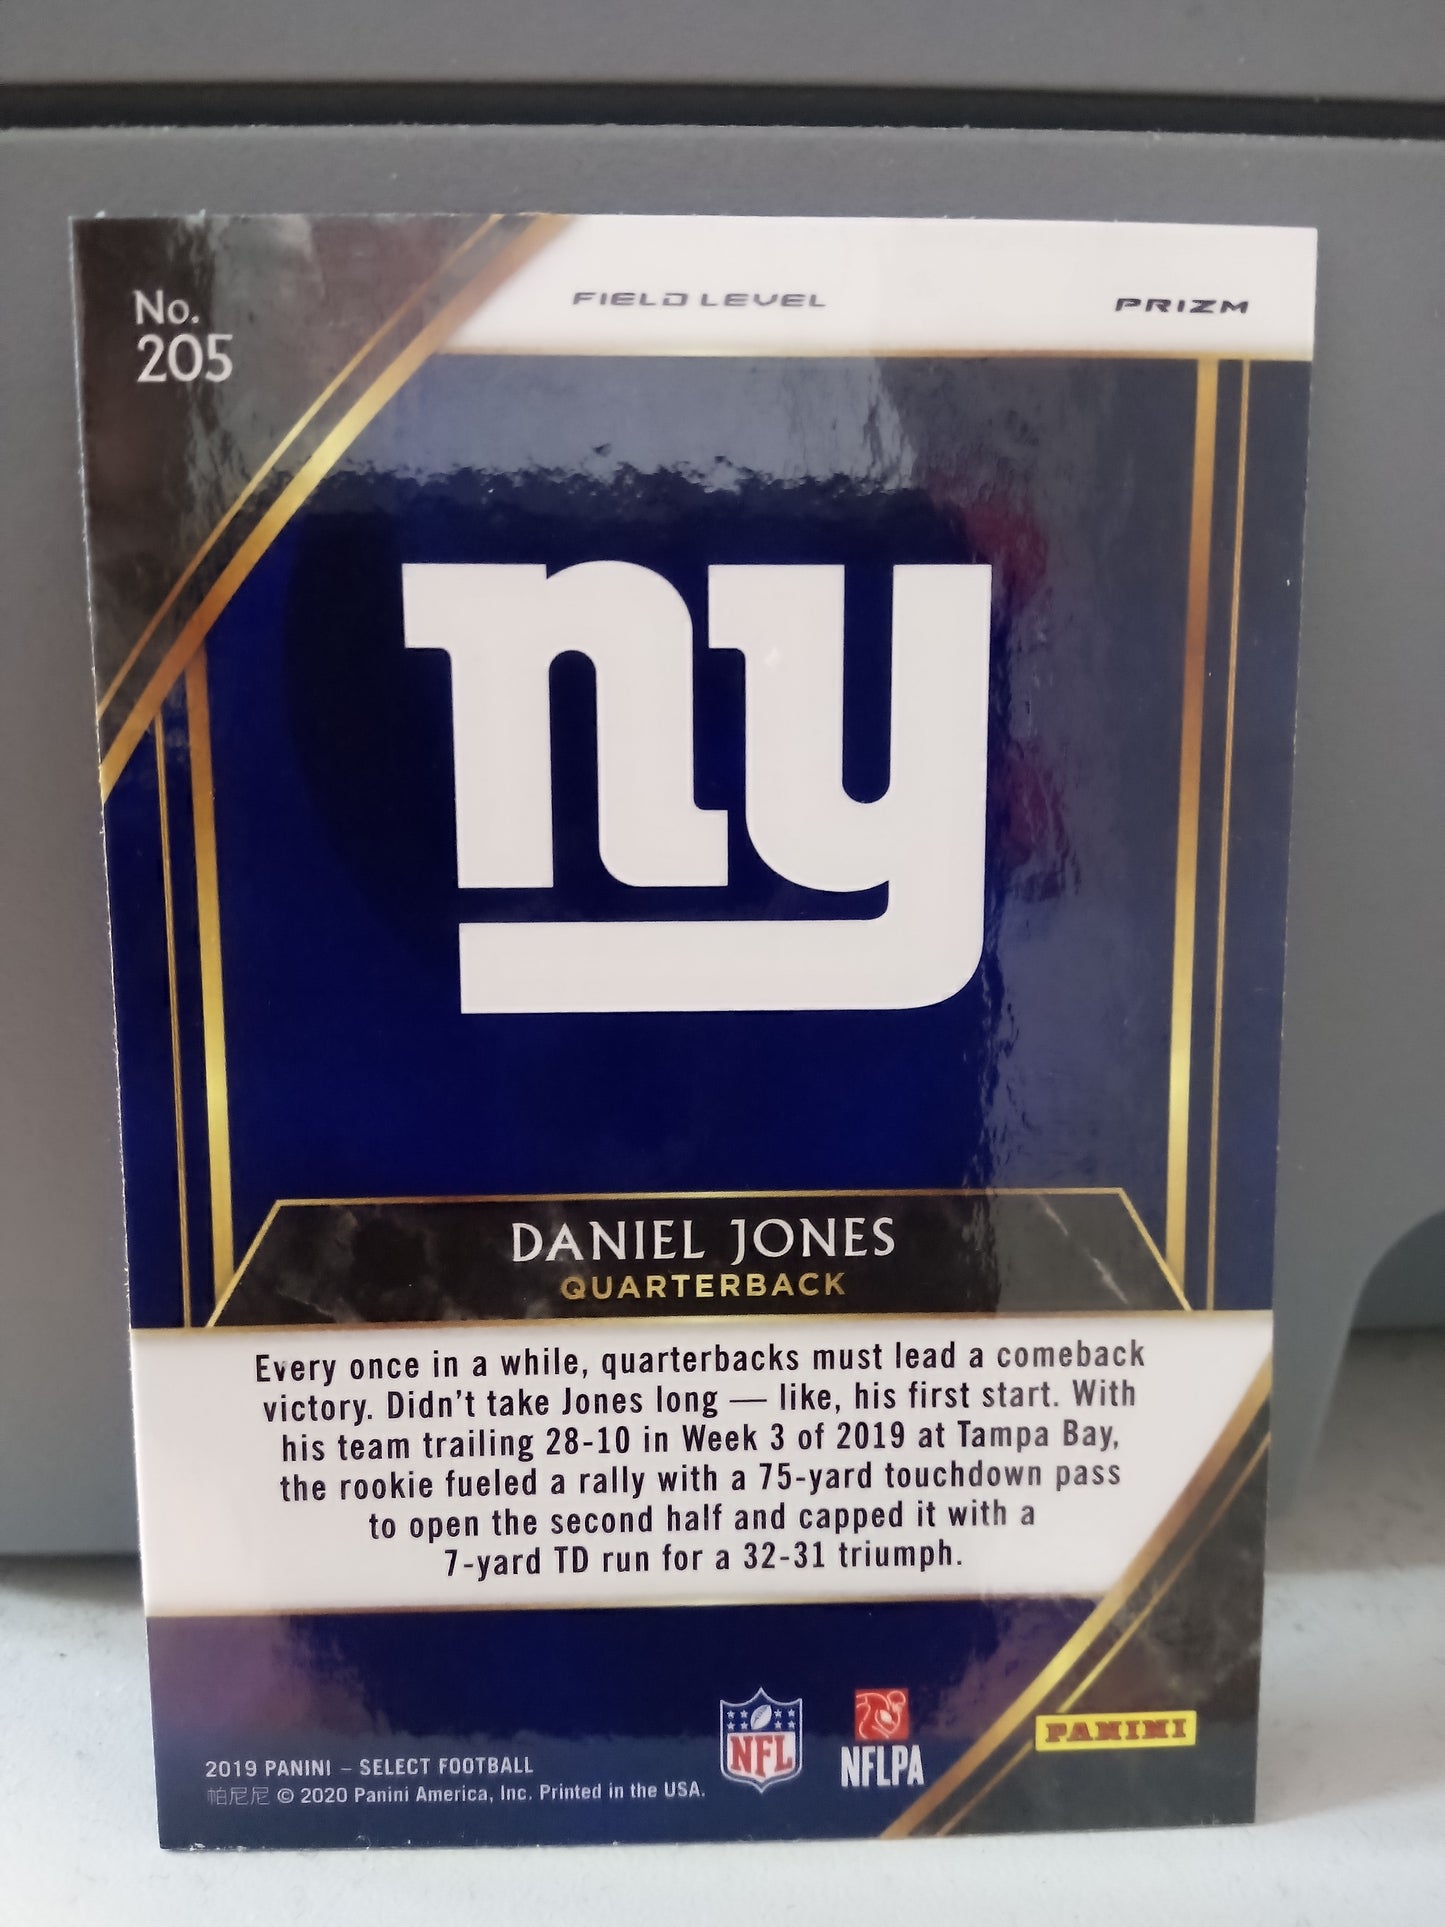 No.
205
FIELD LEVEL
PRIZM
ny
DANIEL JONES
QUARTERBACK
Every once in a while, quarterbacks must lead a comeback
victory. Didn't take Jones long — like, his first start. With
his team trailing 28-10 in Week 3 of 2019 at Tampa Bay,
the rookie fueled a rally with a 75-yard touchdown pass
to open the second half and capped it with a
7-yard TD run for a 32-31 triumph.
2019 PANINI – SELECT FOOTBALL
帕尼尼 © 2020 Panini America, Inc. Printed in the USA.
NFL
NFLPA
PANINI